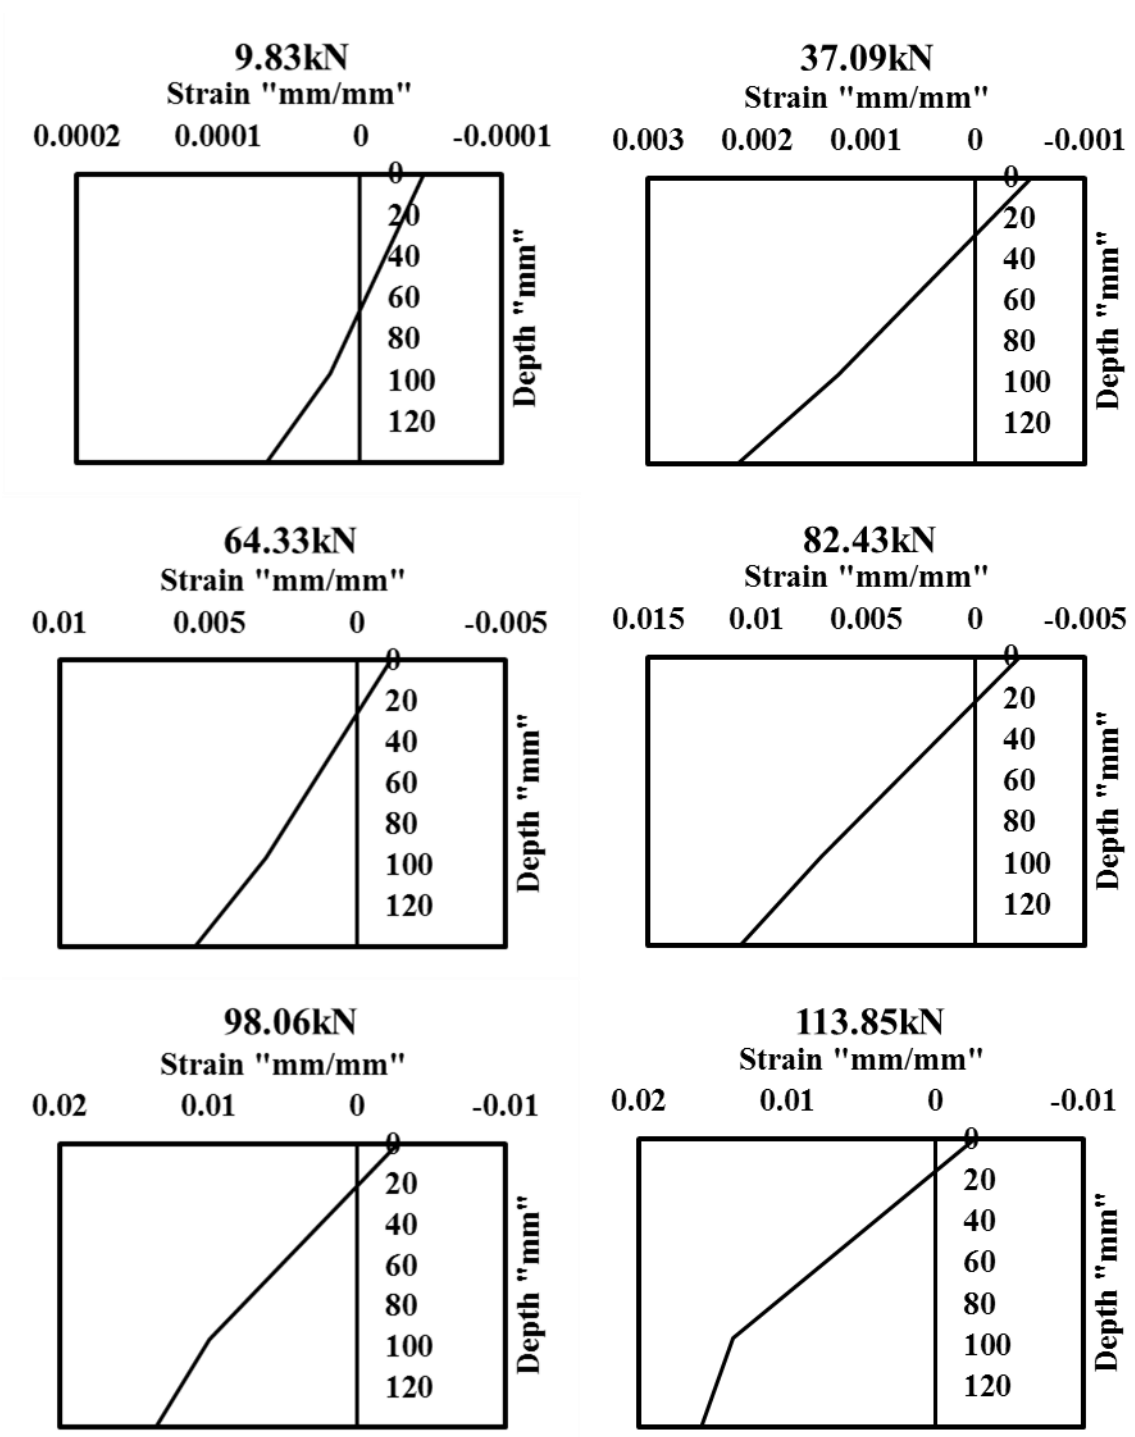 9.83kN
Strain "mm/mm"
0.0002 0.0001 0 -0.0001
0
20
40
60
80
100
120
Depth "mm"
37.09kN
Strain "mm/mm"
0.003 0.002 0.001 0 -0.001
0
20
40
60
80
100
120
Depth "mm"
64.33kN
Strain "mm/mm"
0.01 0.005 0 -0.005
0
20
40
60
80
100
120
Depth "mm"
82.43kN
Strain "mm/mm"
0.015 0.01 0.005 0 -0.005
0
20
40
60
80
100
120
Depth "mm"
98.06kN
Strain "mm/mm"
0.02 0.01 0 -0.01
0
20
40
60
80
100
120
Depth "mm"
113.85kN
Strain "mm/mm"
0.02 0.01 0 -0.01
0
20
40
60
80
100
120
Depth "mm"